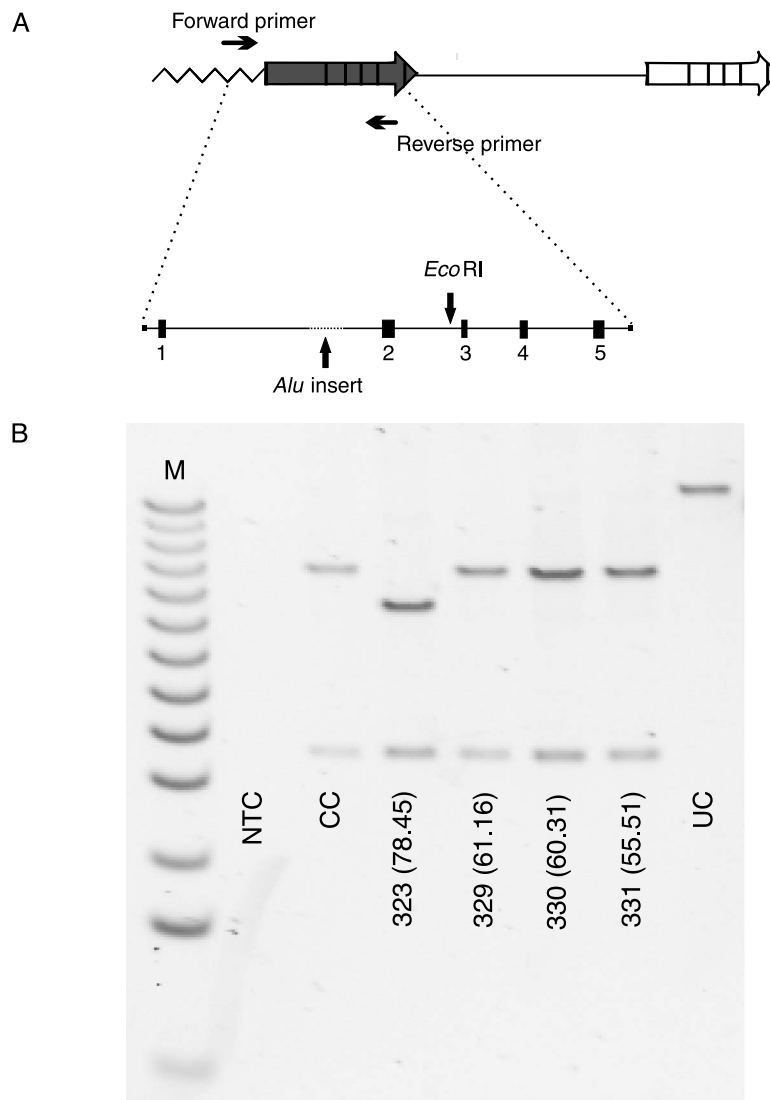 A
Forward primer
Reverse primer
EcoRI
1 2 3 4 5
Alu insert
B
M
NTC
CC
323 (78.45)
329 (61.16)
330 (60.31)
331 (55.51)
UC